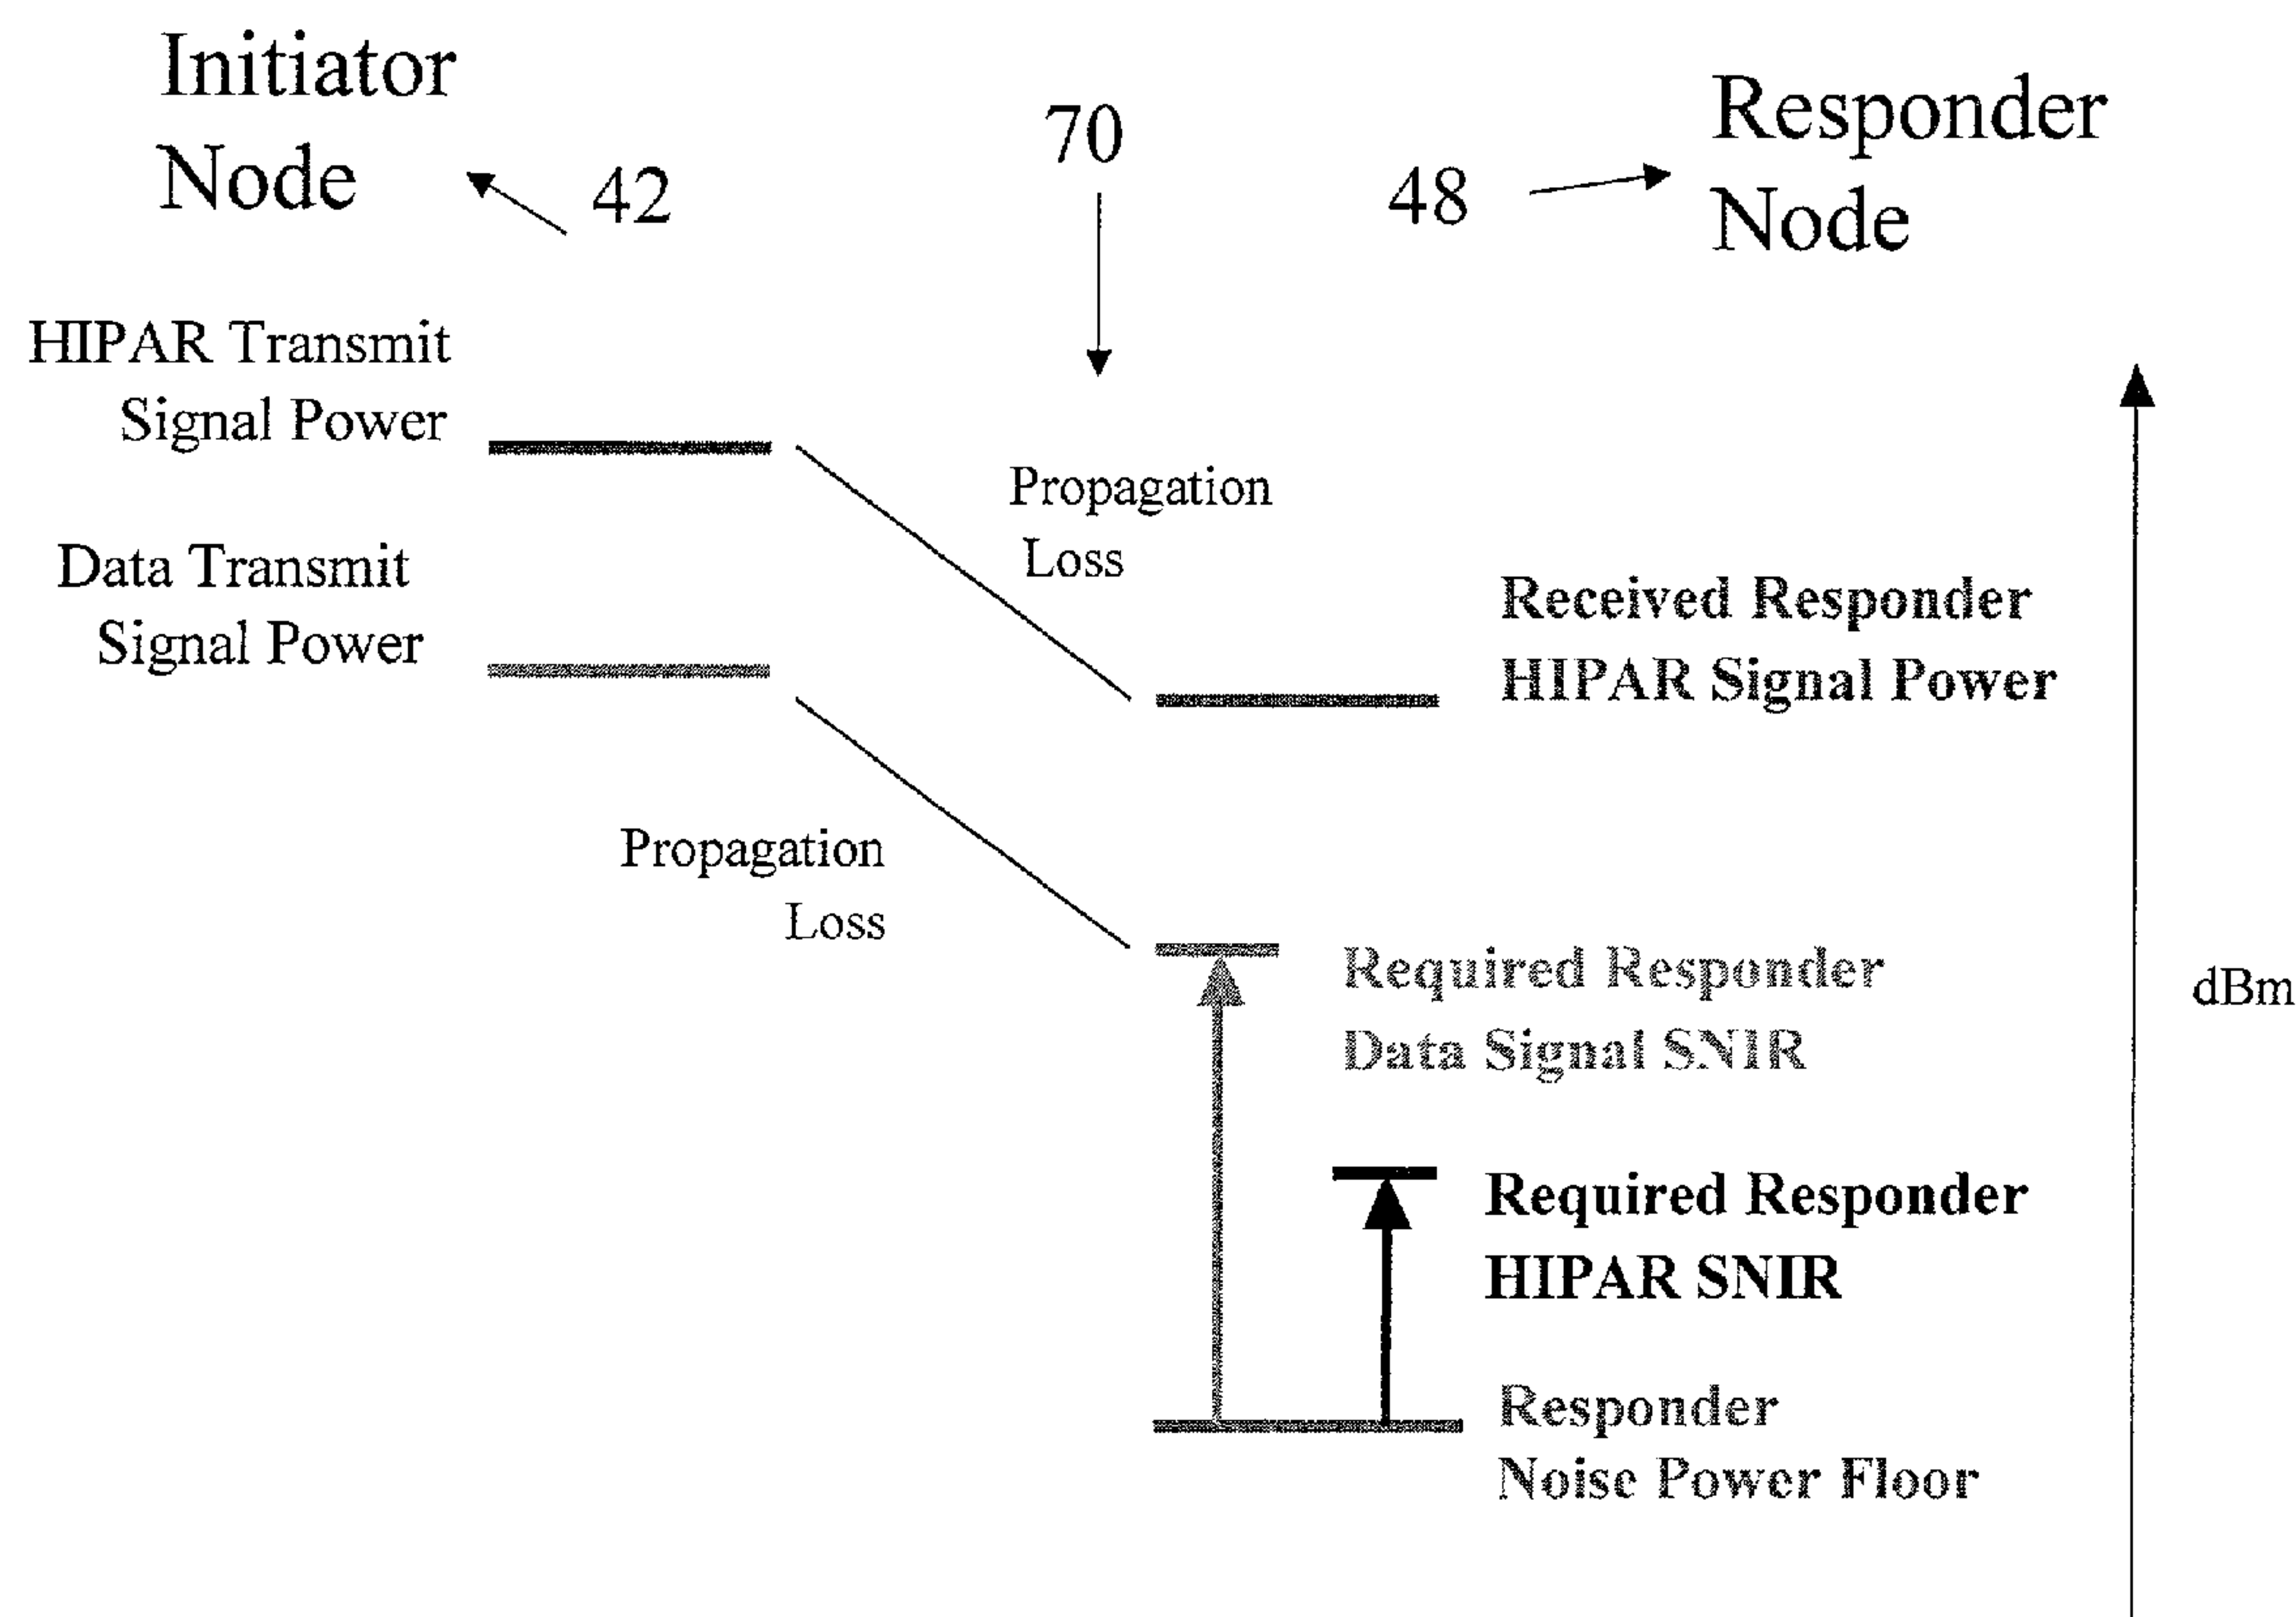 Initiator
Node
42
70
48
Responder
Node
HIPAR Transmit
Signal Power
Data Transmit
Signal Power
Propagation
Loss
Received Responder
HIPAR Signal Power
Propagation
Loss
Required Responder
Data Signal SNIR
dBm
Required Responder
HIPAR SNIR
Responder
Noise Power Floor